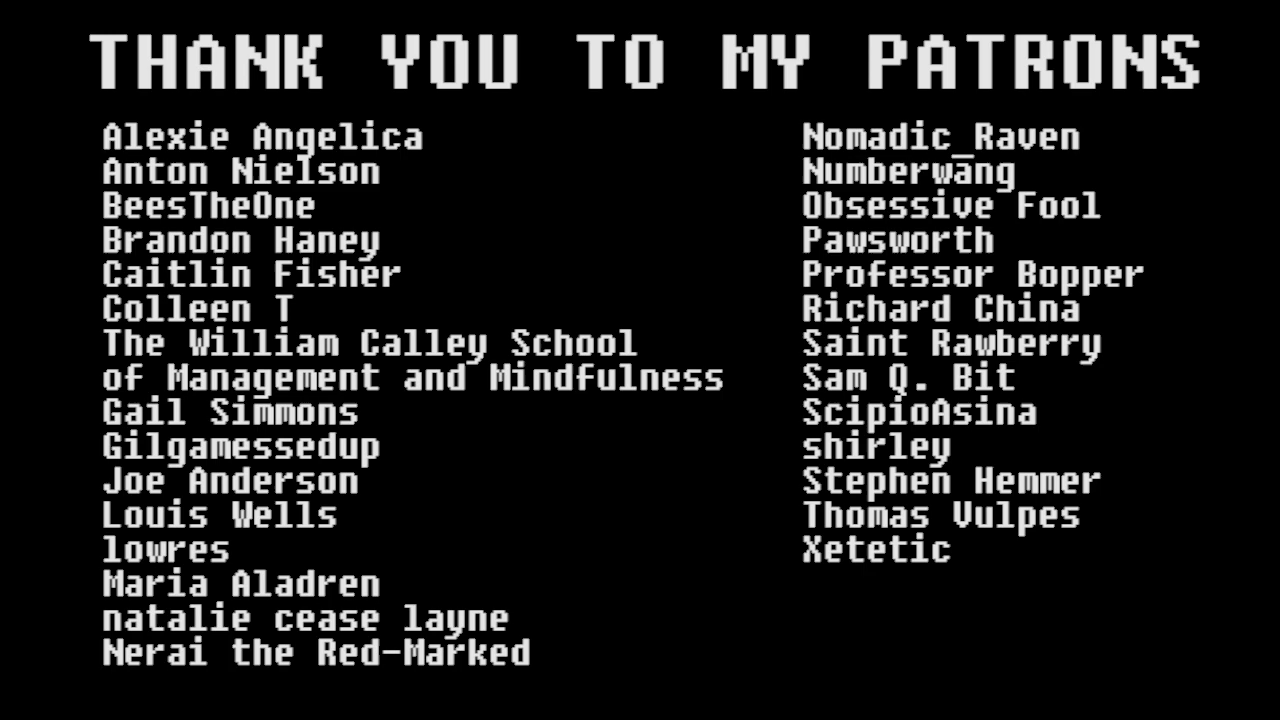 THANK YOU TO MY PATRONS
Alexie Angelica
Anton Nielson
BeesTheOne
Brandon Haney
Caitlin Fisher
Colleen T
The William Calley School
of Management and Mindfulness
Gail Simmons
Gilgamessedup
Joe Anderson
Louis Wells
lowres
Maria Aladren
natalie cease layne
Nerai the Red-Marked
Nomadic_Raven
Numberwang
Obsessive Fool
Pawsworth
Professor Bopper
Richard China
Saint Rawberry
Sam Q. Bit
ScipioAsina
shirley
Stephen Hemmer
Thomas Vulpes
Xetetic